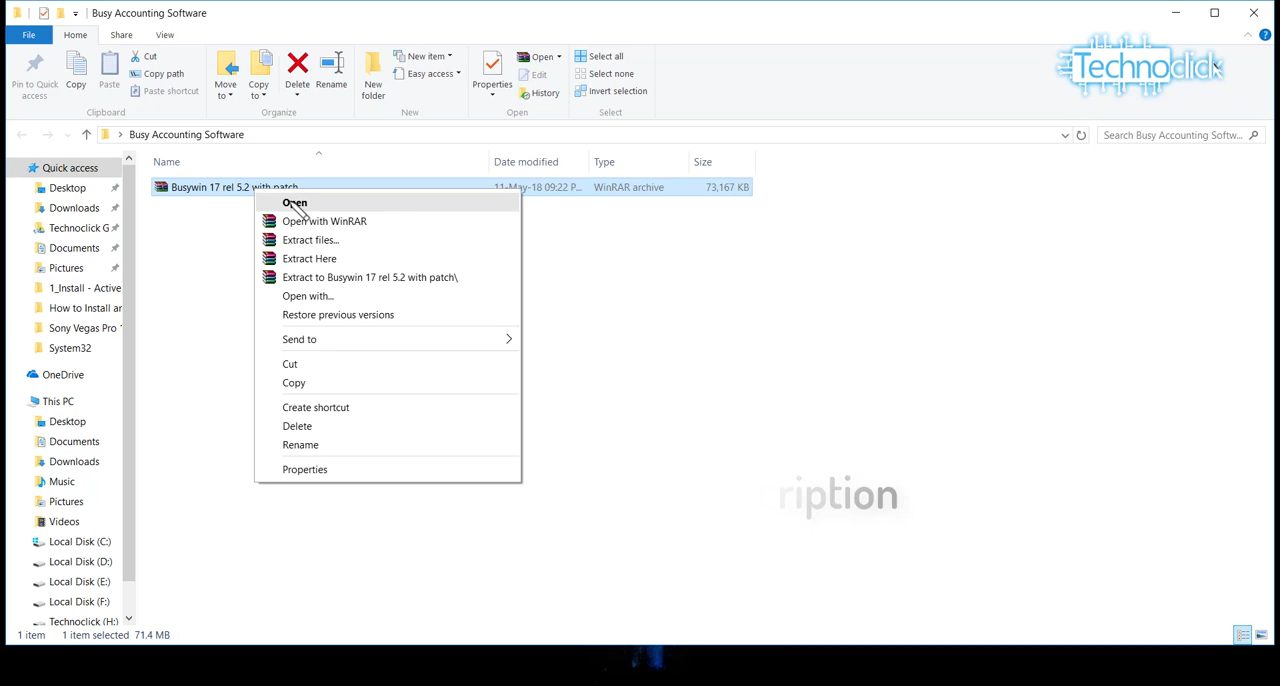 Busy Accounting Software
File Home Share View
Pin to Quick access
Copy
Paste
Cut
Copy path
Paste shortcut
Clipboard
Move to
Copy to
Delete
Rename
Organize
New folder
New item
Easy access
New
Properties
Open
Edit
History
Open
Select all
Select none
Invert selection
Select
Technoclick
Busy Accounting Software
Search Busy Accounting Softw...
Name Date modified Type Size
Busywin 17 rel 5.2 with patch 11-May-18 09:22 P... WinRAR archive 73,167 KB
Quick access
Desktop
Downloads
Technoclick G
Documents
Pictures
1_Install - Active
How to Install an
Sony Vegas Pro 1
System32
OneDrive
This PC
Desktop
Documents
Downloads
Music
Pictures
Videos
Local Disk (C:)
Local Disk (D:)
Local Disk (E:)
Local Disk (F:)
Technoclick (H:)
Open
Open with WinRAR
Extract files...
Extract Here
Extract to Busywin 17 rel 5.2 with patch\
Open with...
Restore previous versions
Send to
Cut
Copy
Create shortcut
Delete
Rename
Properties
ription
1 item 1 item selected 71.4 MB